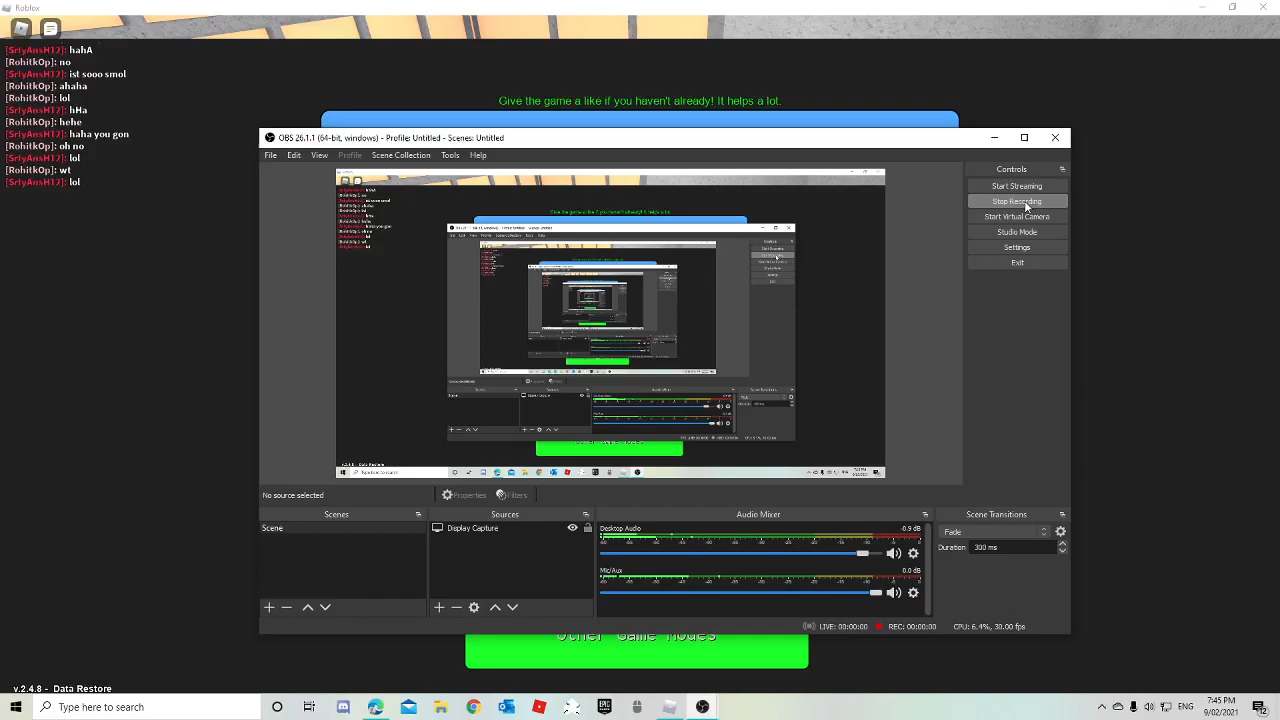 Roblox
[SrlyAnsH12]: hahA
[RohitkOp]: no
[SrlyAnsH12]: ist sooo smol
[RohitkOp]: ahaha
[RohitkOp]: lol
[SrlyAnsH12]: hHa
[RohitkOp]: hehe
[SrlyAnsH12]: haha you gon
[RohitkOp]: oh no
[SrlyAnsH12]: lol
[RohitkOp]: wt
[SrlyAnsH12]: lol
Give the game a like if you haven't already! It helps a lot.
OBS 26.1.1 (64-bit, windows) - Profile: Untitled - Scenes: Untitled
File Edit View Profile Scene Collection Tools Help
Controls
Start Streaming
Stop Recording
Start Virtual Camera
Studio Mode
Settings
Exit
No source selected
Properties Filters
Scenes
Scene
Sources
Display Capture
Audio Mixer
Desktop Audio -0.9 dB
Mic/Aux 0.0 dB
Scene Transitions
Fade
Duration 300 ms
LIVE: 00:00:00 REC: 00:00:00 CPU: 6.4%, 30.00 fps
Other Game Modes
v.2.4.8 - Data Restore
Type here to search
ENG
7:45 PM
9/02/2021